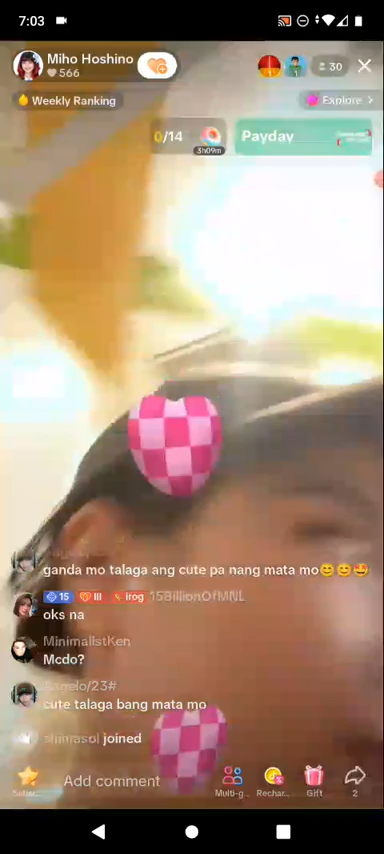 7:03
Miho Hoshino
566
30
Weekly Ranking
Explore >
0/14
3h09m
Payday
ganda mo talaga ang cute pa nang mata mo😊😊🤩
15 III irog 15BillionOfMNL
oks na
MinimalistKen
Mcdo?
cute talaga bang mata mo
shimasol joined
Add comment
Multi-g...
Rechar...
Gift
2